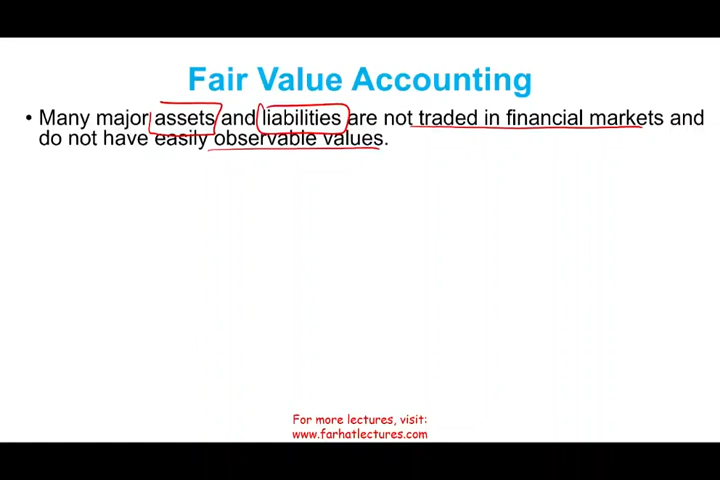 Fair Value Accounting
• Many major assets and liabilities are not traded in financial markets and
do not have easily observable values.
For more lectures, visit:
www.farhatlectures.com